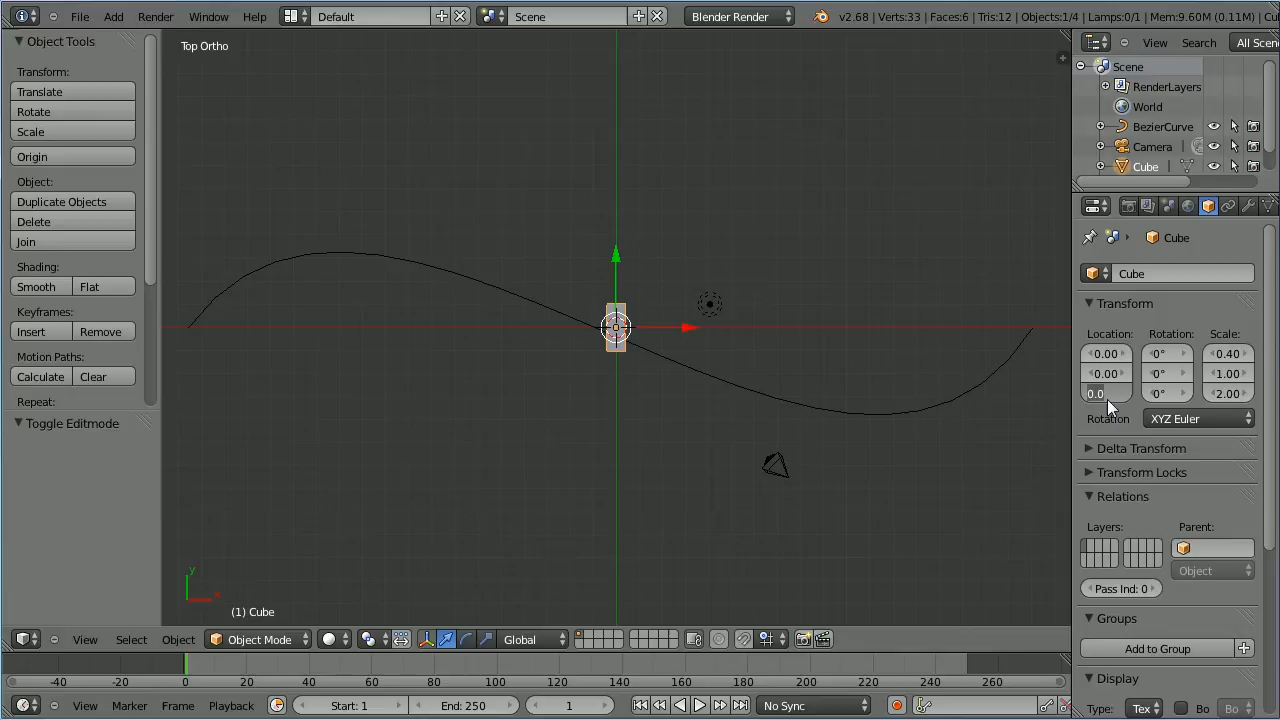 File Add Render Window Help Default Scene Blender Render v2.68 | Verts:33 | Faces:6 | Tris:12 | Objects:1/4 | Lamps:0/1 | Mem:9.60M (0.11M) | Cu
Object Tools
Transform:
Translate
Rotate
Scale
Origin
Object:
Duplicate Objects
Delete
Join
Shading:
Smooth Flat
Keyframes:
Insert Remove
Motion Paths:
Calculate Clear
Repeat:
Toggle Editmode
Top Ortho
y
x
(1) Cube
View Select Object Object Mode Global
View Search All Scen
Scene
RenderLayers
World
BezierCurve
Camera
Cube
Cube
Cube
Transform
Location: Rotation: Scale:
0.00 0° 0.40
0.00 0° 1.00
0.0 0° 2.00
Rotation XYZ Euler
Delta Transform
Transform Locks
Relations
Layers: Parent:
Object
Pass Ind: 0
Groups
Add to Group
Display
Type: Tex Bo Bo
-40 -20 0 20 40 60 80 100 120 140 160 180 200 220 240 260
View Marker Frame Playback Start: 1 End: 250 1 No Sync